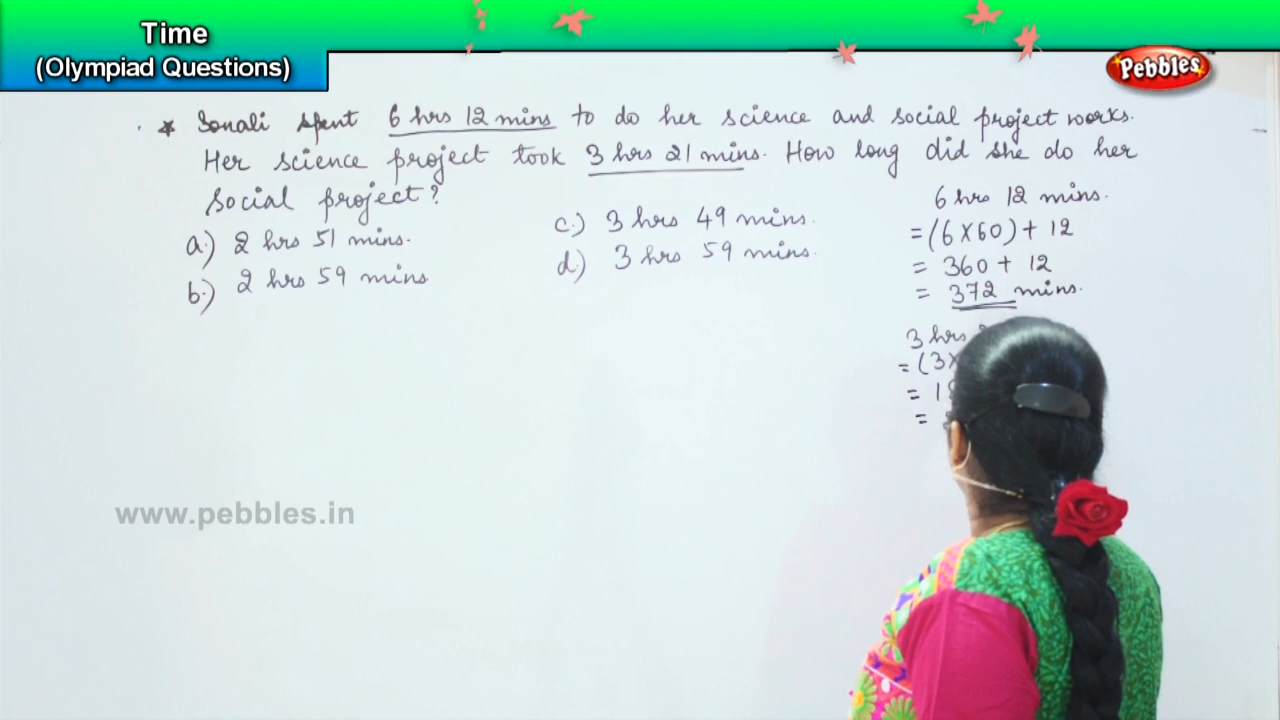 Time
(Olympiad Questions)
Pebbles
* Sonali spent 6 hrs 12 mins to do her science and social project works.
Her science project took 3 hrs 21 mins. How long did she do her
social project?
a.) 2 hrs 51 mins.
b.) 2 hrs 59 mins
c.) 3 hrs 49 mins.
d.) 3 hrs 59 mins.
6 hrs 12 mins.
= (6 X 60) + 12
= 360 + 12
= 372 mins.
3 hrs
= (3X
= 1
=
www.pebbles.in